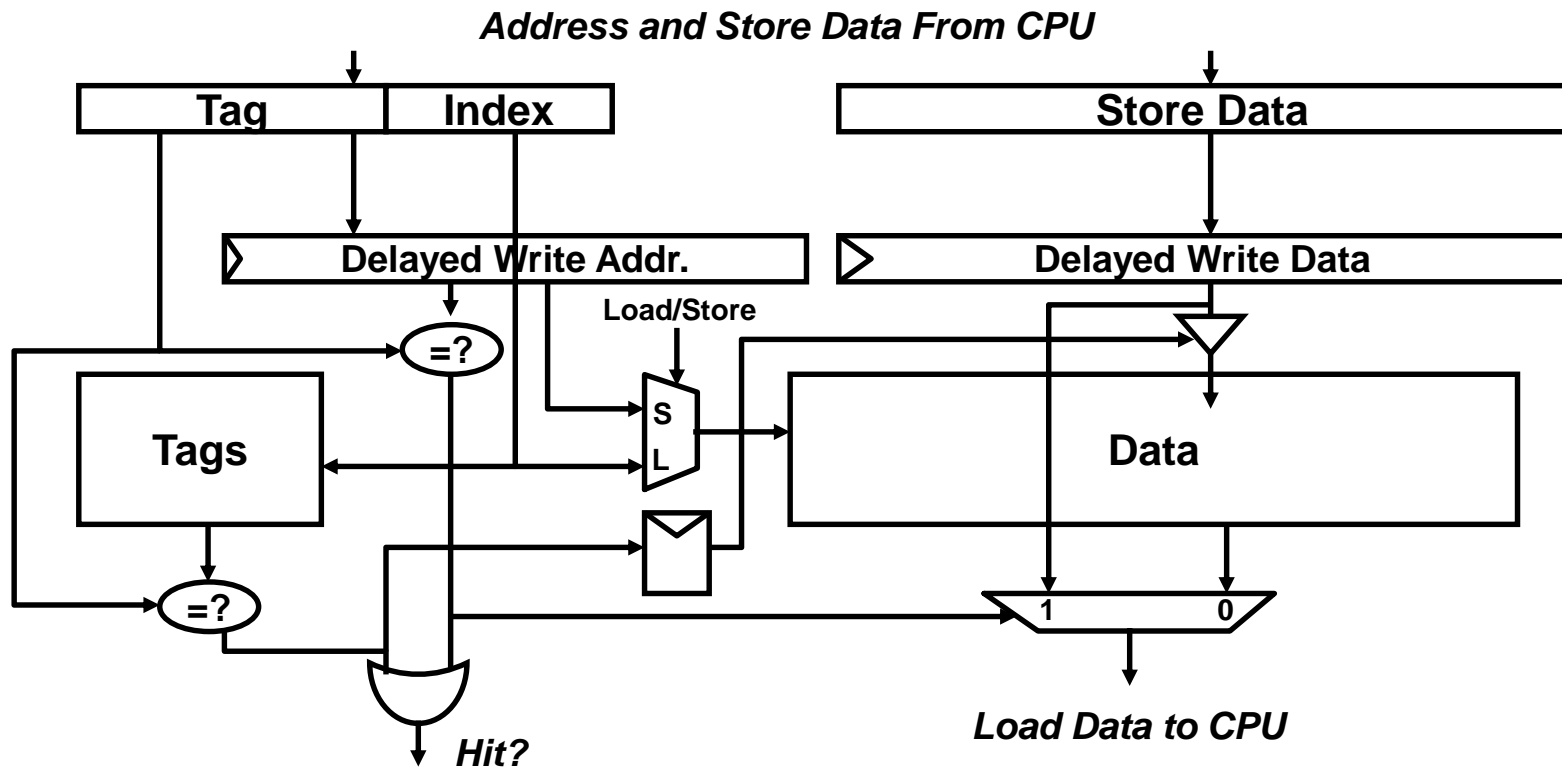 Address and Store Data From CPU
Tag Index Store Data
Delayed Write Addr. Delayed Write Data
Load/Store
=?
S
L
Tags
Data
=?
1 0
Load Data to CPU
Hit?